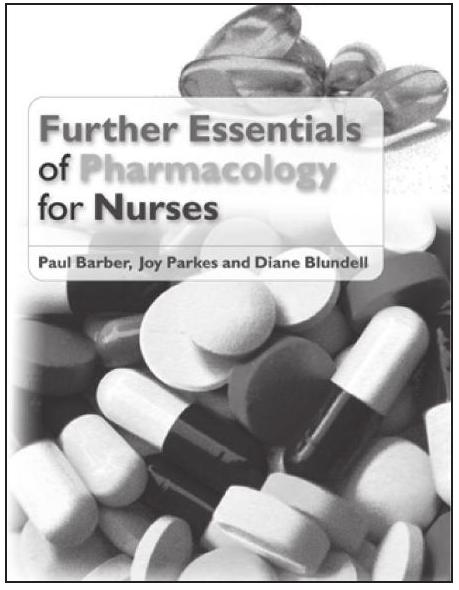 Further Essentials
of Pharmacology
for Nurses
Paul Barber, Joy Parkes and Diane Blundell